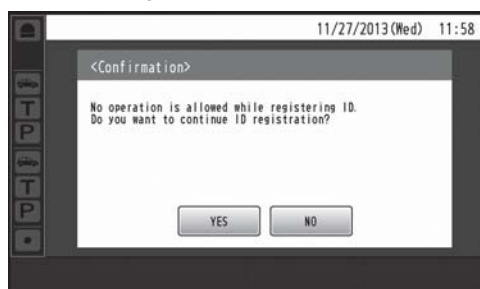 11/27/2013(Wed) 11:58
<Confirmation>
T
P
No operation is allowed while registering ID.
Do you want to continue ID registration?
T
P
YES NO